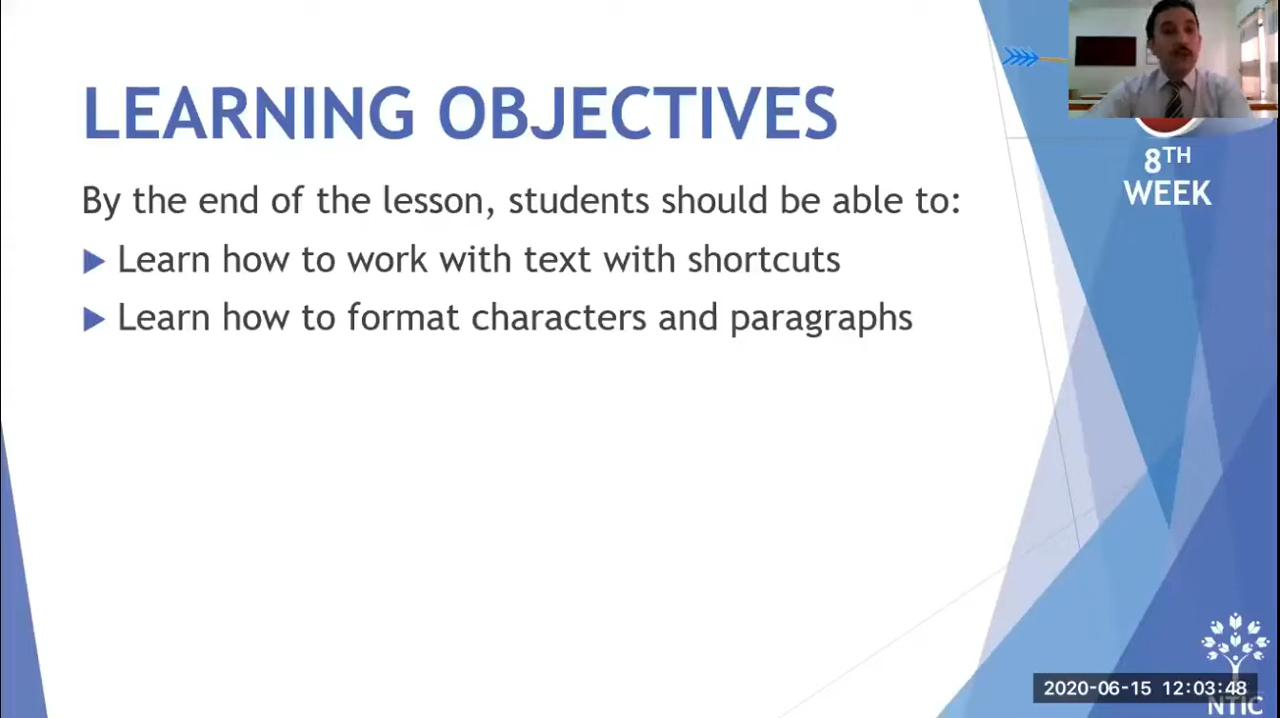 LEARNING OBJECTIVES
By the end of the lesson, students should be able to:
Learn how to work with text with shortcuts
Learn how to format characters and paragraphs
8TH
WEEK
2020-06-15 12:03:48
NTIC